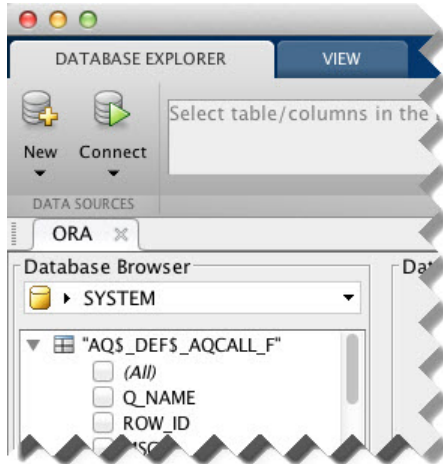 DATABASE EXPLORER VIEW
Select table/columns in the
New Connect
DATA SOURCES
ORA
Database Browser
SYSTEM
"AQ$_DEF$_AQCALL_F"
(All)
Q_NAME
ROW_ID